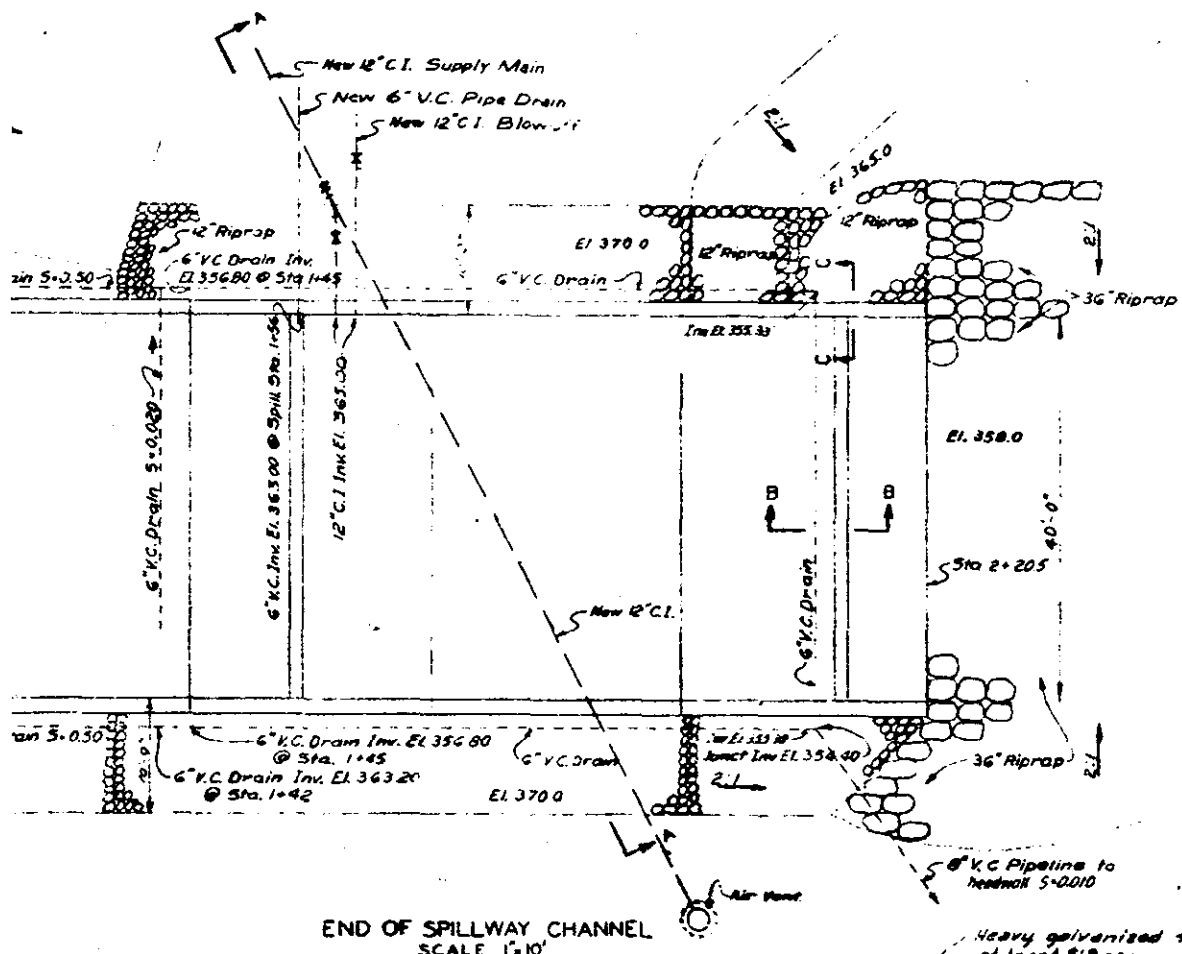 A
New 12" C.I. Supply Main
New 6" V.C. Pipe Drain
New 12" C.I.
2:1
El. 365.0
12" Riprap
12" Riprap
El 370.0
12" Riprap
2:1
6" V.C. Drain Inv.
El. 356.80 @ Sta 1+45
S=0.50
6" V.C. Drain
C
36" Riprap
Inv El. 355.33
C
6" V.C. Drain S=0.020
6" V.C. Inv. El. 363.00 @ Spill Sta. 1+56
12" C.I. Inv. El. 365.00
El. 358.0
B
B
40'-0"
Sta 2+20.5
New 12" C.I.
6" V.C. Drain
S=0.50
6" V.C. Drain Inv. El. 356.80
@ Sta. 1+45
6" V.C. Drain
Junct Inv El. 354.40
6" V.C. Drain Inv. El. 363.20
@ Sta. 1+42
2:1
36" Riprap
2:1
El. 370.0
A
8" V.C. Pipeline to
headwall S=0.010
Air Vent
END OF SPILLWAY CHANNEL
SCALE 1"=10'
Heavy galvanized